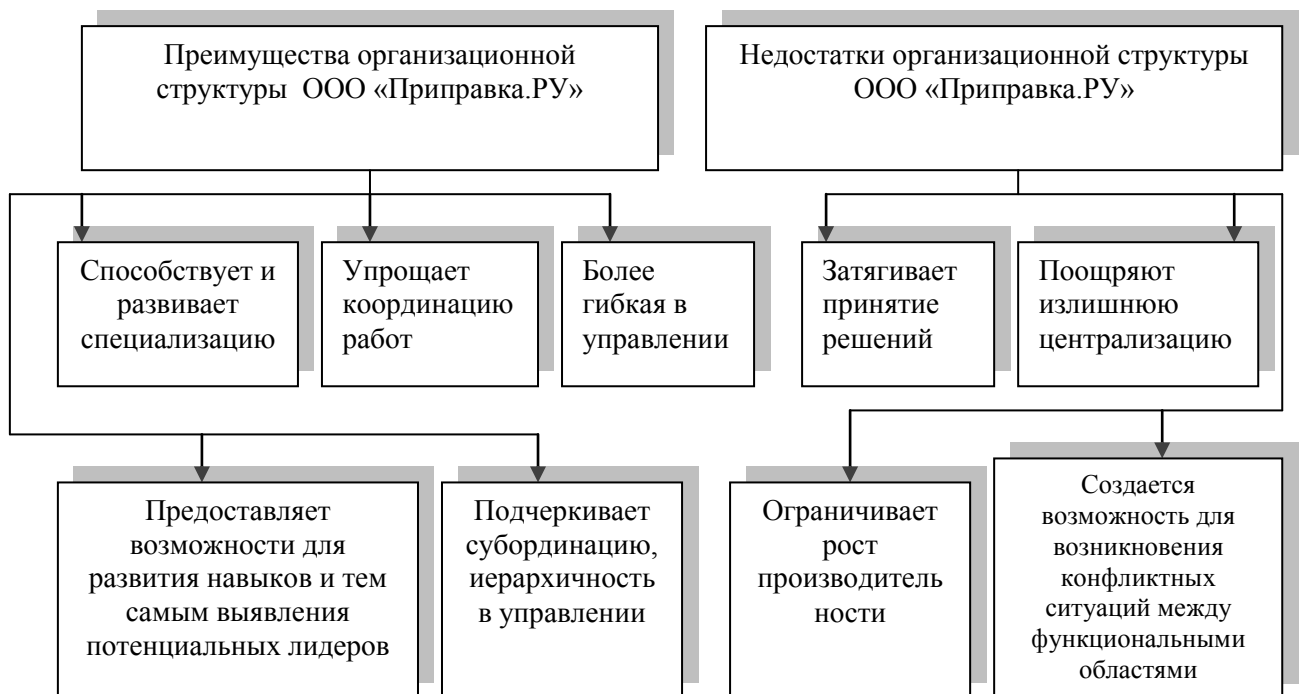 Преимущества организационной
структуры ООО «Приправка.РУ»
Недостатки организационной структуры
ООО «Приправка.РУ»
Способствует и
развивает
специализацию
Упрощает
координацию
работ
Более
гибкая в
управлении
Затягивает
принятие
решений
Поощряют
излишнюю
централизацию
Предоставляет
возможности для
развития навыков и тем
самым выявления
потенциальных лидеров
Подчеркивает
субординацию,
иерархичность
в управлении
Ограничивает
рост
производитель
ности
Создается
возможность для
возникновения
конфликтных
ситуаций между
функциональными
областями